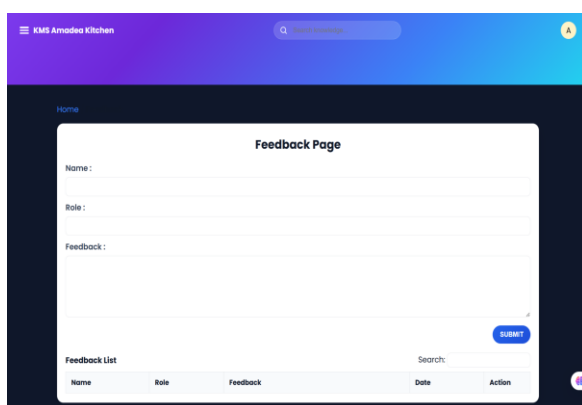 KMS Amadea Kitchen
A
Home
Feedback Page
Name :
Role :
Feedback :
SUBMIT
Feedback List Search:
Name Role Feedback Date Action